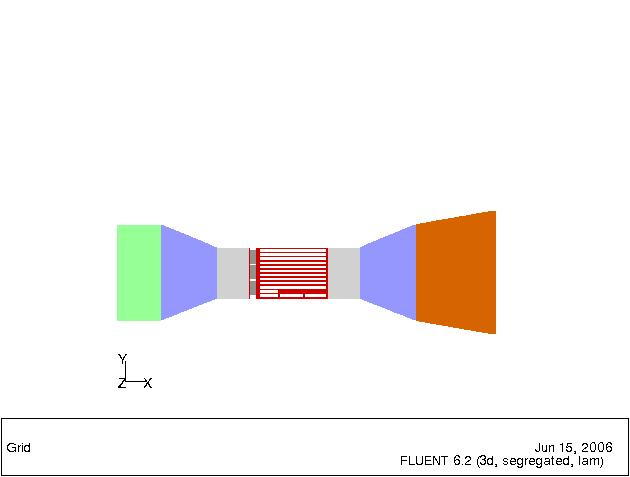 Y
Z X
Grid
Jun 15, 2006
FLUENT 6.2 (3d, segregated, lam)